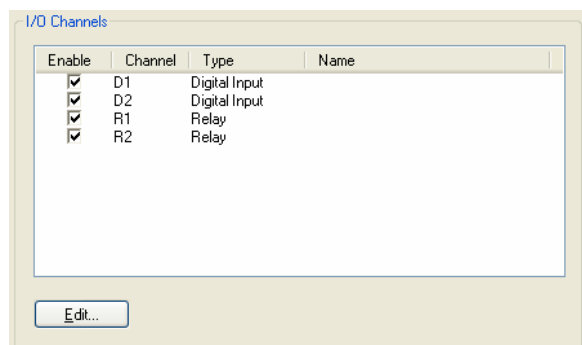 I/O Channels
Enable Channel Type Name
D1 Digital Input
D2 Digital Input
R1 Relay
R2 Relay
Edit...